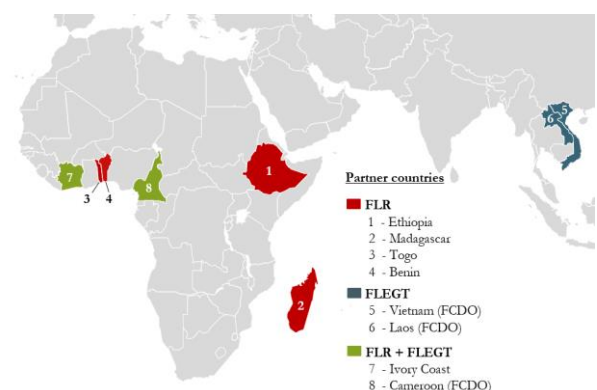 5
6
1
7
8
3 4
2
Partner countries
FLR
1 - Ethiopia
2 - Madagascar
3 - Togo
4 - Benin
FLEGT
5 - Vietnam (FCDO)
6 - Laos (FCDO)
FLR + FLEGT
7 - Ivory Coast
8 - Cameroon (FCDO)